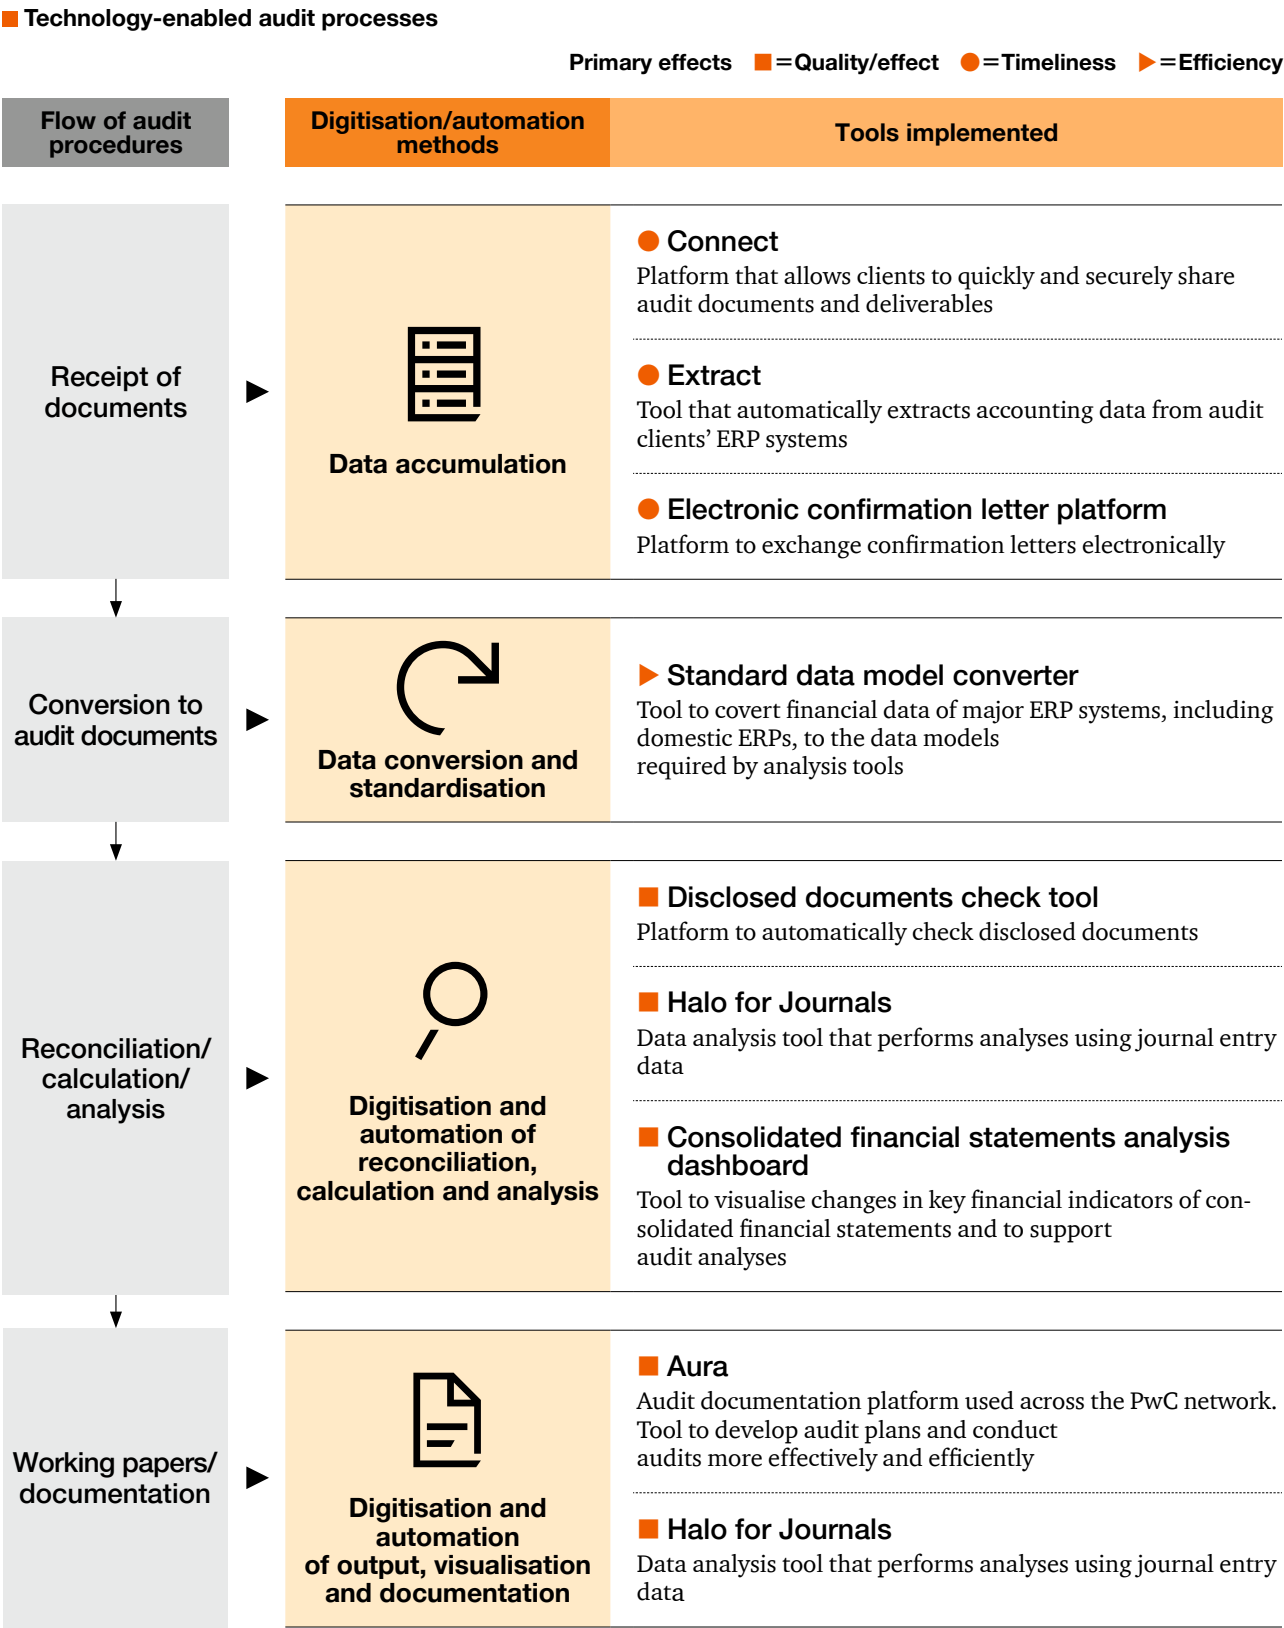 Technology-enabled audit processes
Primary effects ■=Quality/effect ●=Timeliness ▶=Efficiency
Flow of audit
procedures
Digitisation/automation
methods
Tools implemented
Receipt of
documents
Data accumulation
Connect
Platform that allows clients to quickly and securely share
audit documents and deliverables
Extract
Tool that automatically extracts accounting data from audit
clients’ ERP systems
Electronic confirmation letter platform
Platform to exchange confirmation letters electronically
Conversion to
audit documents
Data conversion and
standardisation
Standard data model converter
Tool to covert financial data of major ERP systems, including
domestic ERPs, to the data models
required by analysis tools
Reconciliation/
calculation/
analysis
Digitisation and
automation of
reconciliation,
calculation and analysis
Disclosed documents check tool
Platform to automatically check disclosed documents
Halo for Journals
Data analysis tool that performs analyses using journal entry
data
Consolidated financial statements analysis
dashboard
Tool to visualise changes in key financial indicators of con-
solidated financial statements and to support
audit analyses
Working papers/
documentation
Digitisation and
automation
of output, visualisation
and documentation
Aura
Audit documentation platform used across the PwC network.
Tool to develop audit plans and conduct
audits more effectively and efficiently
Halo for Journals
Data analysis tool that performs analyses using journal entry
data